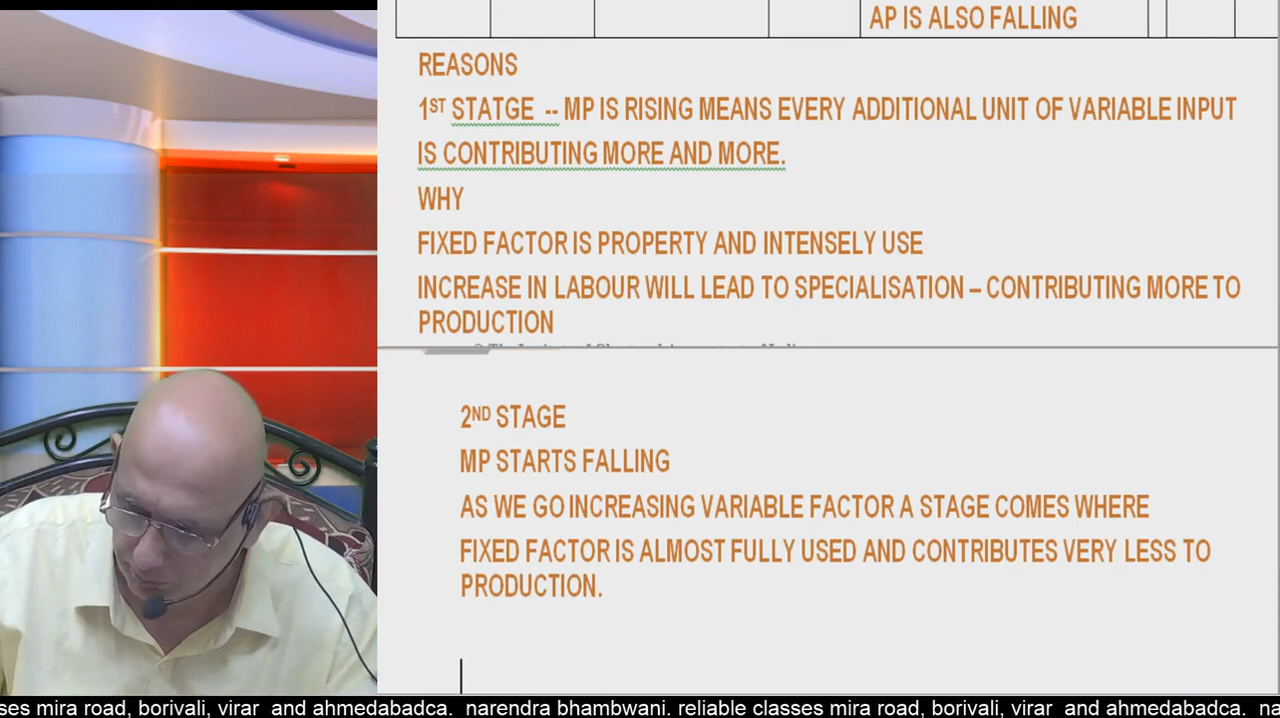 AP IS ALSO FALLING
REASONS
1ST STATGE -- MP IS RISING MEANS EVERY ADDITIONAL UNIT OF VARIABLE INPUT
IS CONTRIBUTING MORE AND MORE.
WHY
FIXED FACTOR IS PROPERTY AND INTENSELY USE
INCREASE IN LABOUR WILL LEAD TO SPECIALISATION – CONTRIBUTING MORE TO
PRODUCTION
2ND STAGE
MP STARTS FALLING
AS WE GO INCREASING VARIABLE FACTOR A STAGE COMES WHERE
FIXED FACTOR IS ALMOST FULLY USED AND CONTRIBUTES VERY LESS TO
PRODUCTION.
ses mira road, borivali, virar and ahmedabadca. narendra bhambwani. reliable classes mira road, borivali, virar and ahmedabadca. na